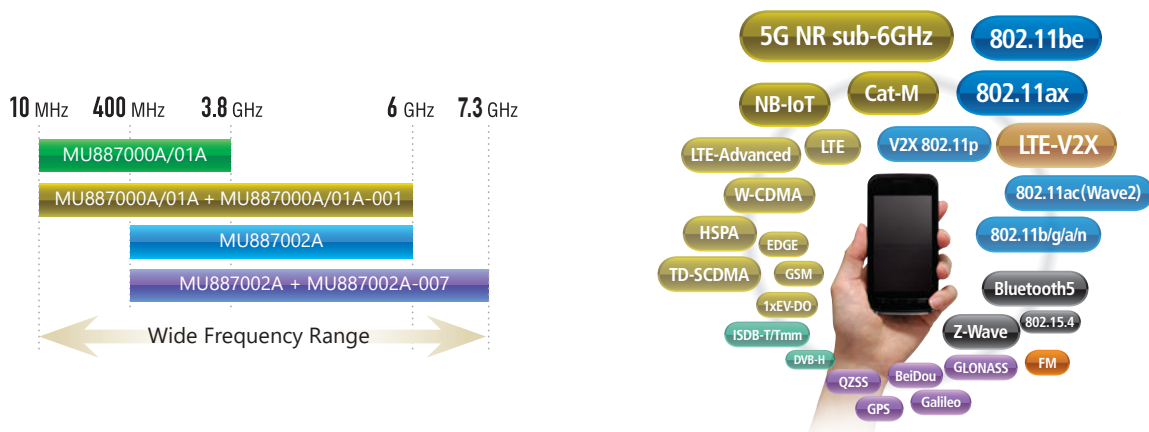 10 MHz 400 MHz 3.8 GHz 6 GHz 7.3 GHz
MU887000A/01A
MU887000A/01A + MU887000A/01A-001
MU887002A
MU887002A + MU887002A-007
Wide Frequency Range
5G NR sub-6GHz
802.11be
NB-IoT
Cat-M
802.11ax
LTE-Advanced
LTE
V2X 802.11p
LTE-V2X
W-CDMA
802.11ac(Wave2)
HSPA
EDGE
802.11b/g/a/n
TD-SCDMA
GSM
Bluetooth5
1xEV-DO
ISDB-T/Tmm
Z-Wave
802.15.4
DVB-H
QZSS
BeiDou
GLONASS
FM
GPS
Galileo